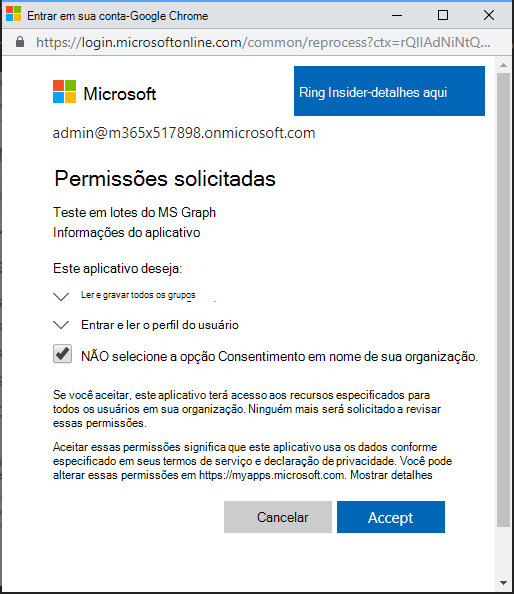 Entrar em sua conta-Google Chrome
https://login.microsoftonline.com/common/reprocess?ctx=rQIIAdNiNtQ...
Microsoft
Ring Insider-detalhes aqui
admin@m365x517898.onmicrosoft.com
Permissões solicitadas
Teste em lotes do MS Graph
Informações do aplicativo
Este aplicativo deseja:
Ler e gravar todos os grupos
Entrar e ler o perfil do usuário
NÃO selecione a opção Consentimento em nome de sua organização.
Se você aceitar, este aplicativo terá acesso aos recursos especificados para
todos os usuários em sua organização. Ninguém mais será solicitado a revisar
essas permissões.
Aceitar essas permissões significa que este aplicativo usa os dados conforme
especificado em seus termos de serviço e declaração de privacidade. Você pode
alterar essas permissões em https://myapps.microsoft.com. Mostrar detalhes
Cancelar
Accept